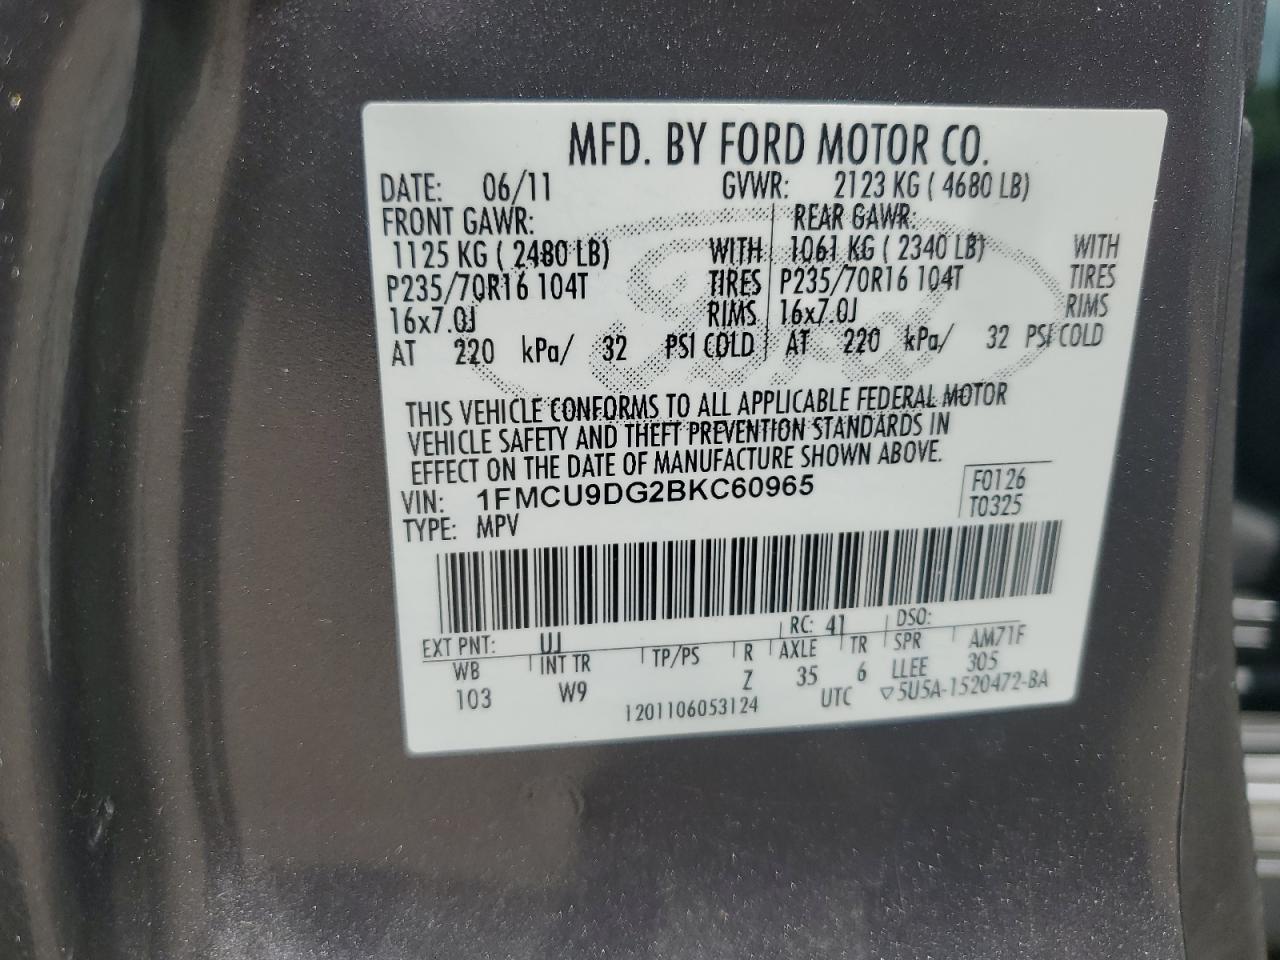 MFD. BY FORD MOTOR CO.
DATE: 06/11 GVWR: 2123 KG ( 4680 LB)
FRONT GAWR: REAR GAWR:
1125 KG ( 2480 LB) WITH 1061 KG ( 2340 LB) WITH
P235/70R16 104T TIRES P235/70R16 104T TIRES
16x7.0J RIMS 16x7.0J RIMS
AT 220 kPa/ 32 PSI COLD AT 220 kPa/ 32 PSI COLD
THIS VEHICLE CONFORMS TO ALL APPLICABLE FEDERAL MOTOR
VEHICLE SAFETY AND THEFT PREVENTION STANDARDS IN
EFFECT ON THE DATE OF MANUFACTURE SHOWN ABOVE.
VIN: 1FMCU9DG2BKC60965 F0126
TYPE: MPV T0325
EXT PNT: UJ RC: 41 DSO:
WB INT TR TP/PS R AXLE TR SPR AM71F
103 W9 Z 35 6 LLEE 305
1201106053124 UTC ▽5U5A-1520472-BA